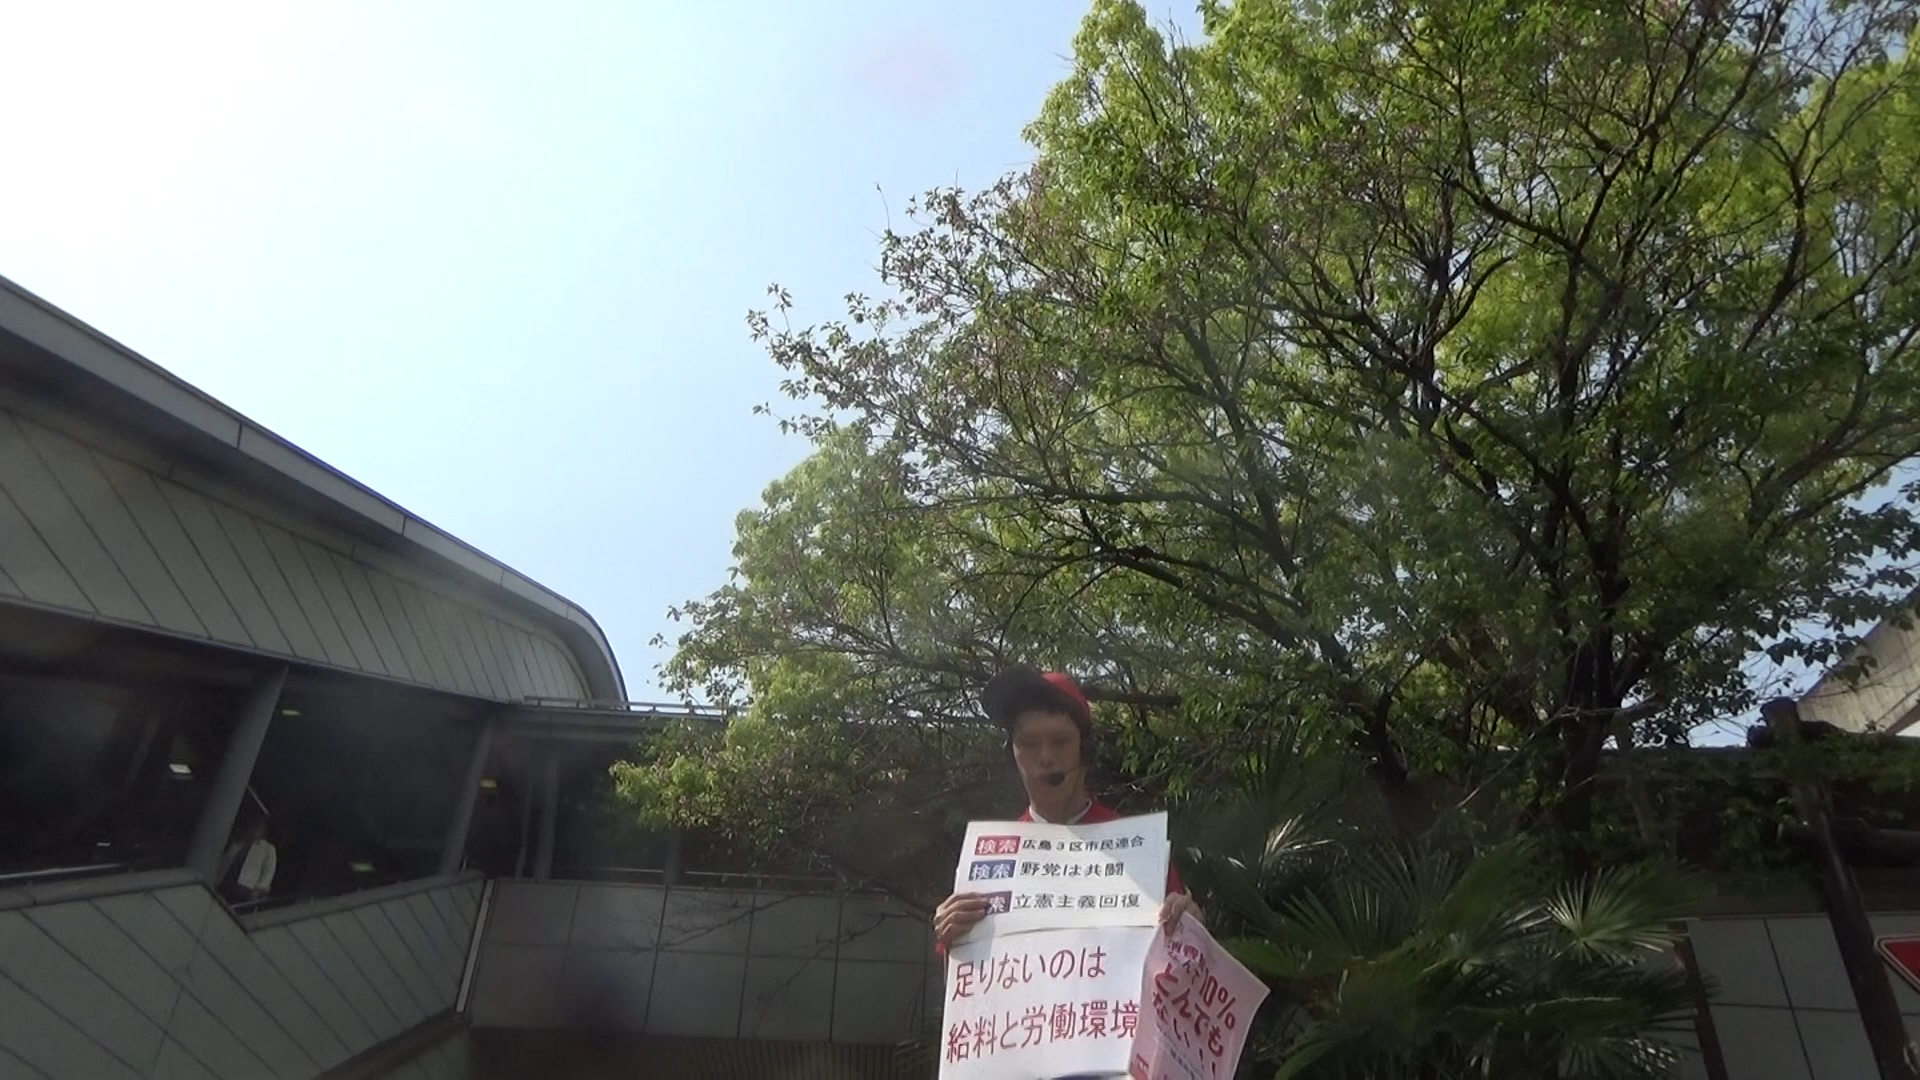 検索 広島3区市民連合
検索 野党は共闘
索 立憲主義回復
足りないのは
給料と労働環境
10%
とんでも